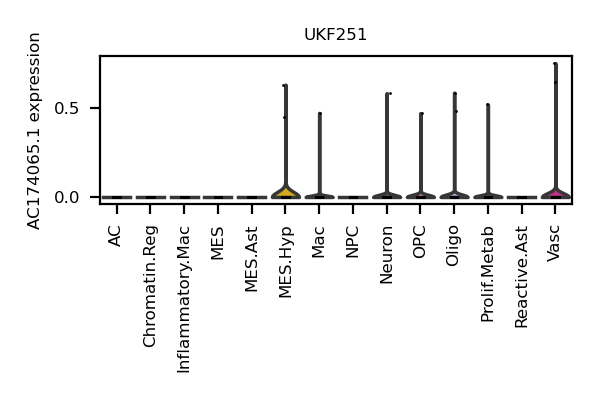 UKF251
AC174065.1 expression
0.5
0.0
AC
Chromatin.Reg
Inflammatory.Mac
MES
MES.Ast
MES.Hyp
Mac
NPC
Neuron
OPC
Oligo
Prolif.Metab
Reactive.Ast
Vasc